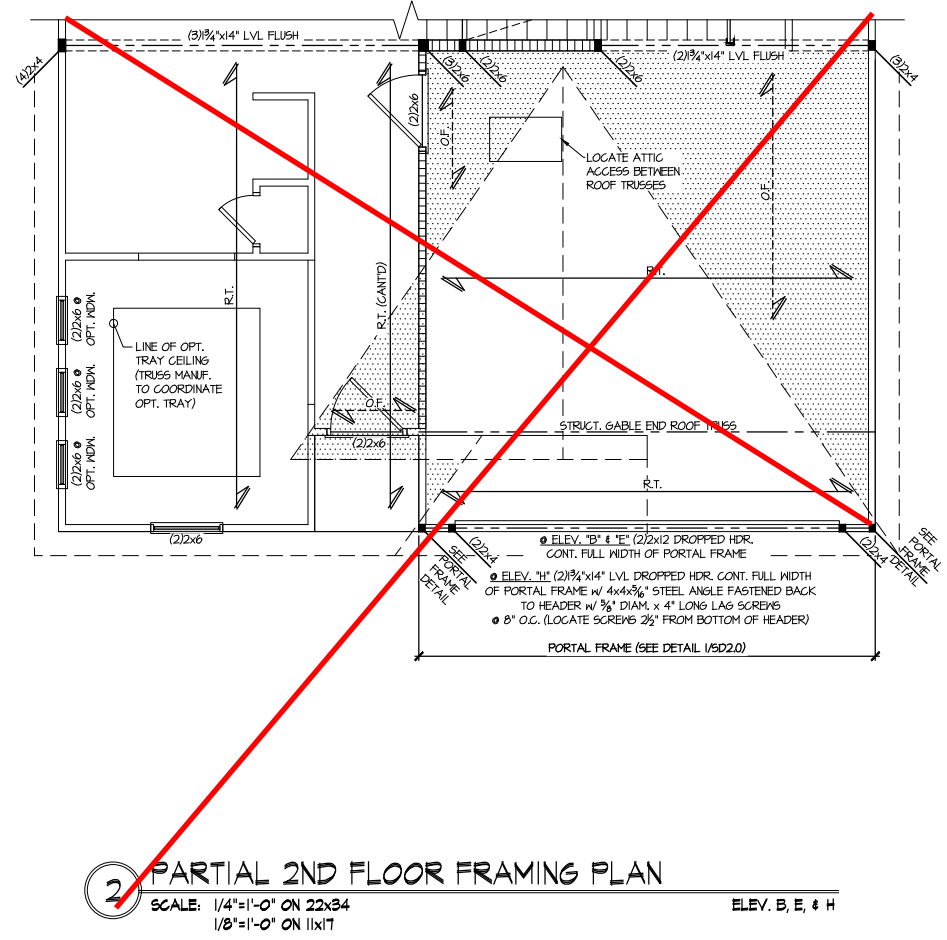 (3)1¾"x14" LVL FLUSH
(2)1¾"x14" LVL FLUSH
(4)2x4
(3)2x6
(2)2x6
(2)2x6
(3)2x4
(2)2x6
O.F.
O.F.
LOCATE ATTIC
ACCESS BETWEEN
ROOF TRUSSES
R.T.
R.T.
R.T. (CANT'D)
(2)2x6 @
OPT. WDW.
(2)2x6 @
OPT. WDW.
(2)2x6 @
OPT. WDW.
LINE OF OPT.
TRAY CEILING
(TRUSS MANUF.
TO COORDINATE
OPT. TRAY)
O.F.
(2)2x6
STRUCT. GABLE END ROOF TRUSS
R.T.
(2)2x6
SEE
PORTAL
FRAME
DETAIL
(2)2x4
@ ELEV. "B" & "E" (2)2x12 DROPPED HDR.
CONT. FULL WIDTH OF PORTAL FRAME
(2)2x4
SEE
PORTAL
FRAME
DETAIL
@ ELEV. "H" (2)1¾"x14" LVL DROPPED HDR. CONT. FULL WIDTH
OF PORTAL FRAME w/ 4x4x5/16" STEEL ANGLE FASTENED BACK
TO HEADER w/ ⅝" DIAM. x 4" LONG LAG SCREWS
@ 8" O.C. (LOCATE SCREWS 2½" FROM BOTTOM OF HEADER)
PORTAL FRAME (SEE DETAIL 1/SD2.0)
2
PARTIAL 2ND FLOOR FRAMING PLAN
SCALE: 1/4"=1'-0" ON 22x34
1/8"=1'-0" ON 11x17
ELEV. B, E, & H